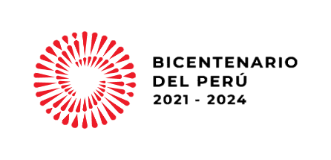 BICENTENARIO
DEL PERÚ
2021 - 2024